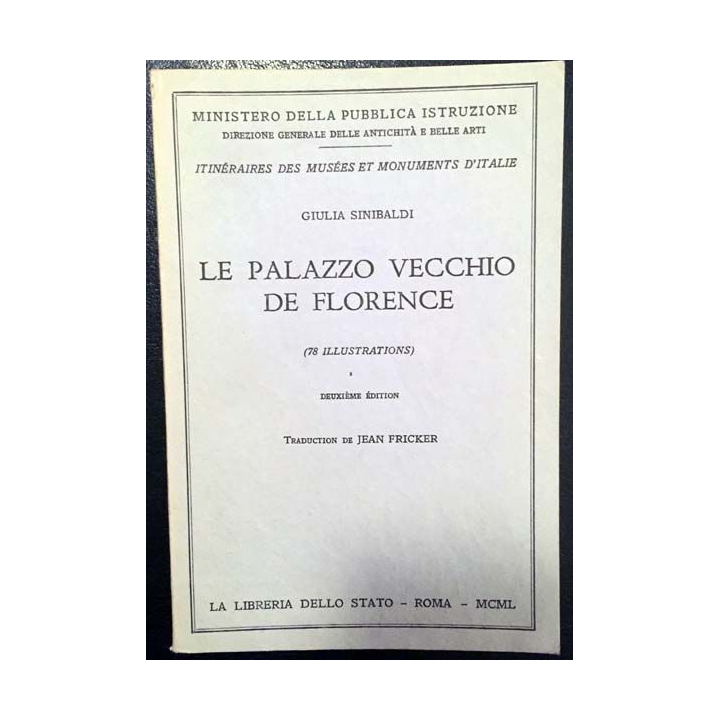 MINISTERO DELLA PUBBLICA ISTRUZIONE
DIREZIONE GENERALE DELLE ANTICHITÀ E BELLE ARTI
ITINÉRAIRES DES MUSÉES ET MONUMENTS D'ITALIE
GIULIA SINIBALDI
LE PALAZZO VECCHIO
DE FLORENCE
(78 ILLUSTRATIONS)
DEUXIÈME ÉDITION
TRADUCTION DE JEAN FRICKER
LA LIBRERIA DELLO STATO - ROMA - MCML